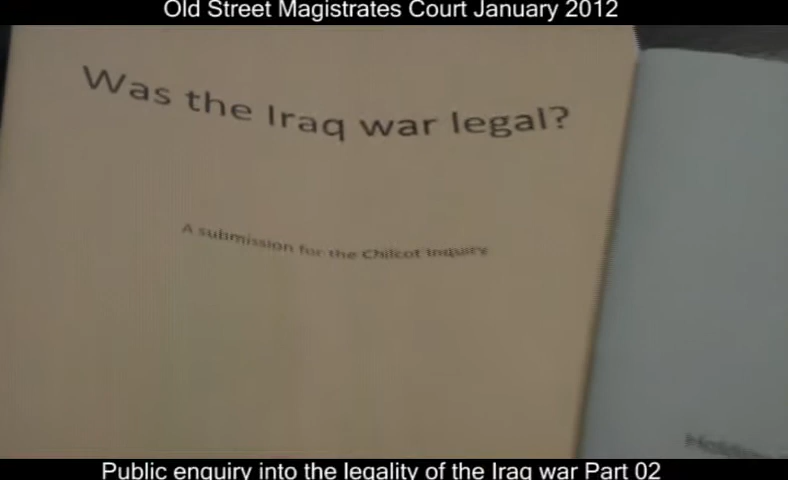 Old Street Magistrates Court January 2012
Was the Iraq war legal?
A submission for the Chilcot Inquiry
Public enquiry into the legality of the Iraq war Part 02